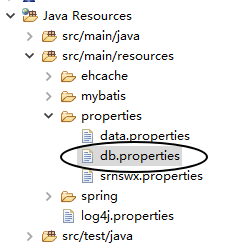 Java Resources
src/main/java
src/main/resources
ehcache
mybatis
properties
data.properties
db.properties
srnswx.properties
spring
log4j.properties
src/test/java